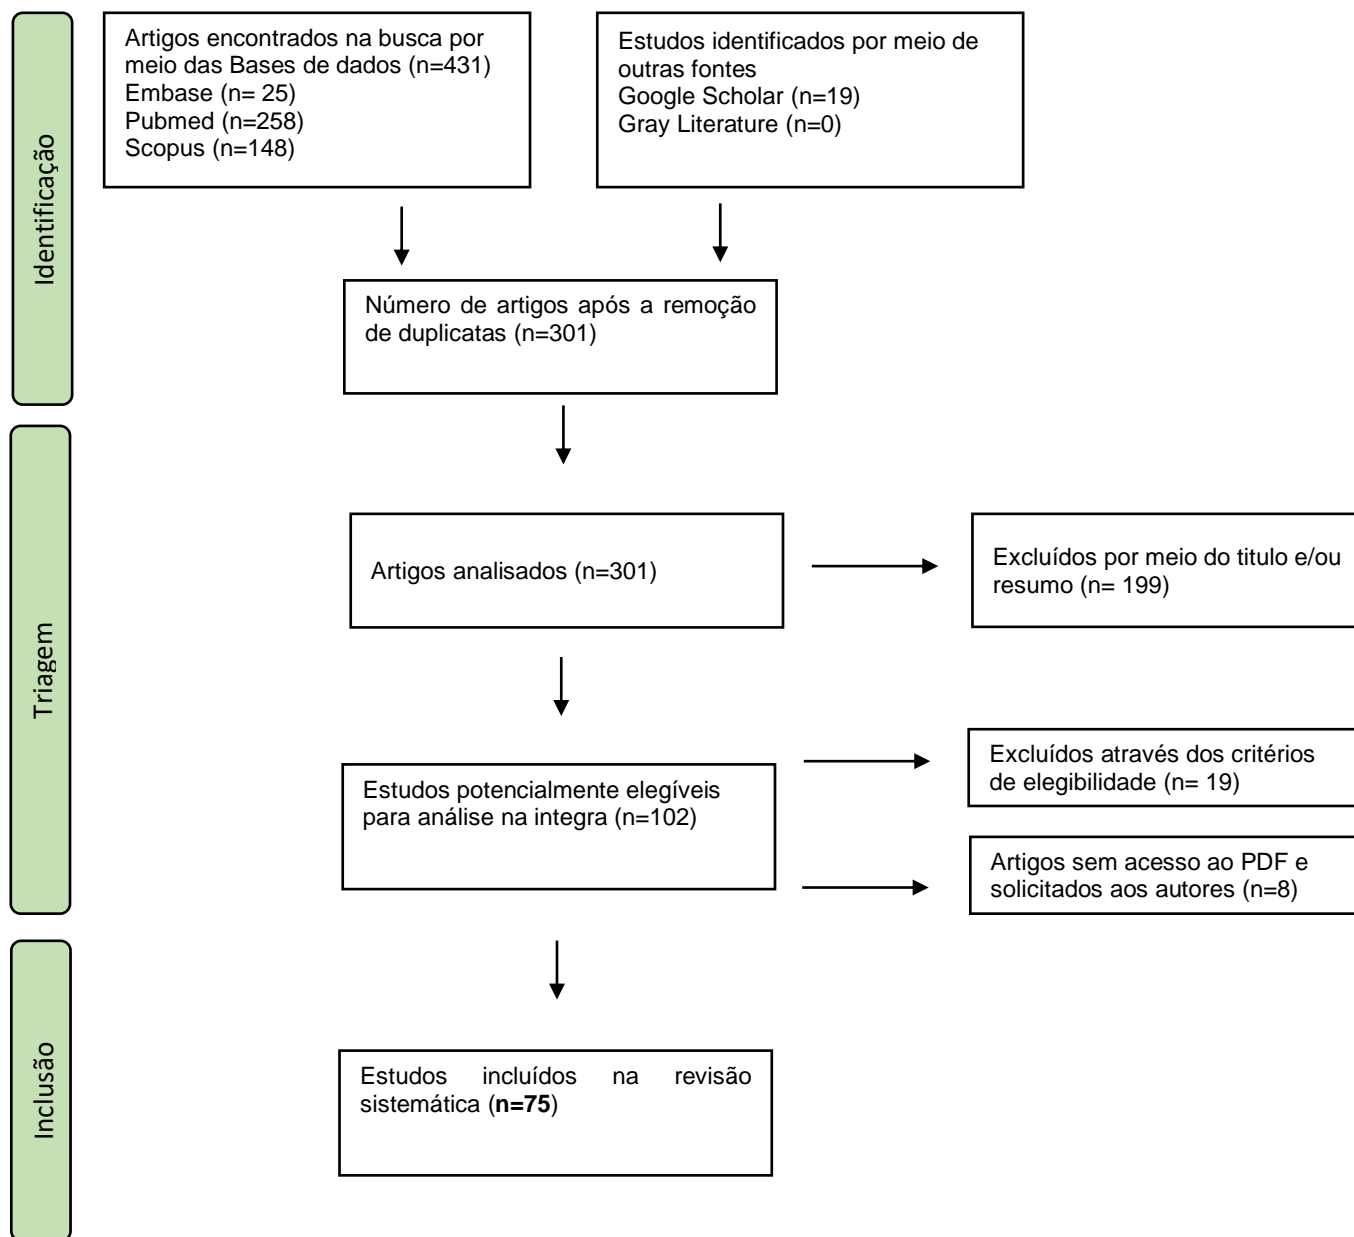 Identificação
Artigos encontrados na busca por
meio das Bases de dados (n=431)
Embase (n= 25)
Pubmed (n=258)
Scopus (n=148)
Estudos identificados por meio de
outras fontes
Google Scholar (n=19)
Gray Literature (n=0)
Número de artigos após a remoção
de duplicatas (n=301)
Triagem
Artigos analisados (n=301)
Excluídos por meio do titulo e/ou
resumo (n= 199)
Estudos potencialmente elegíveis
para análise na integra (n=102)
Excluídos através dos critérios
de elegibilidade (n= 19)
Artigos sem acesso ao PDF e
solicitados aos autores (n=8)
Inclusão
Estudos incluídos na revisão
sistemática (n=75)